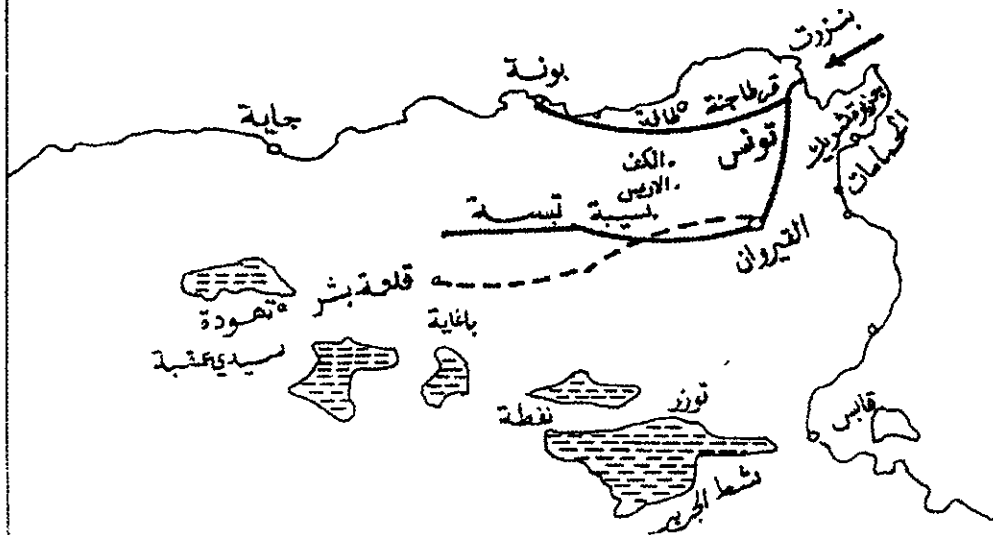 بنزرت
بونة
قرطاجنة
طالة
جاية
جزيرة شريك
الحمامات
تونس
الكف
الاربس
سبيبة
تبسة
القيروان
قلعة بشر
تهودة
باغاية
سيدي عقبة
توزر
نفطة
قابس
شط الجريد